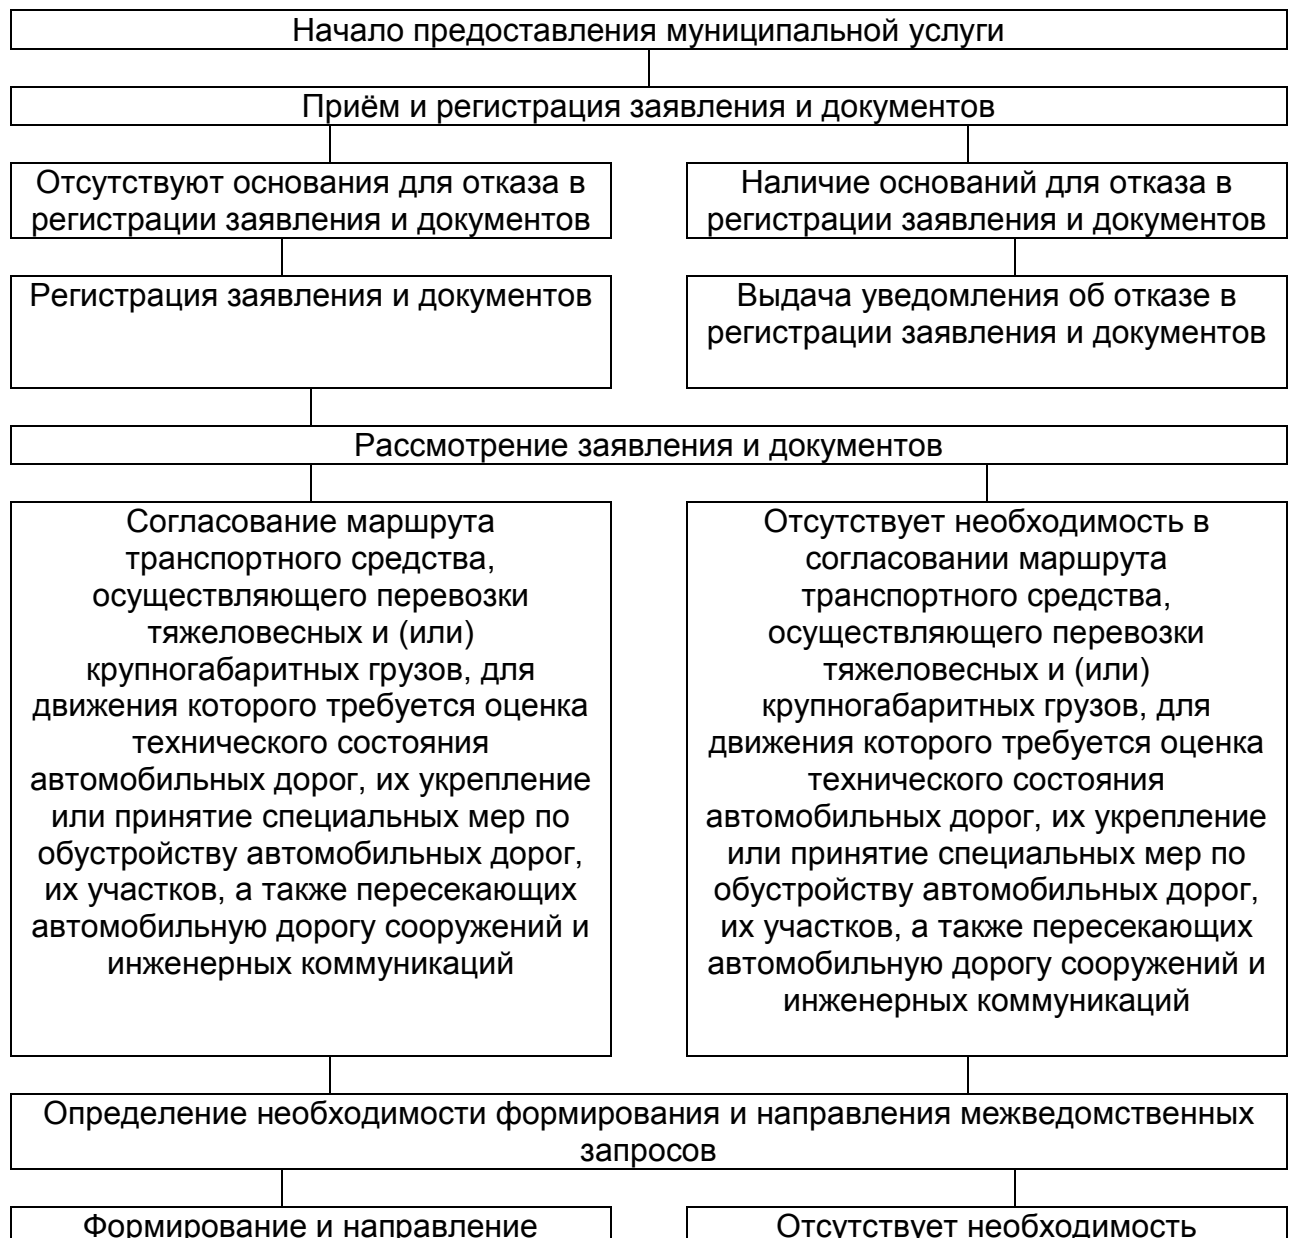 Начало предоставления муниципальной услуги
Приём и регистрация заявления и документов
Отсутствуют основания для отказа в
регистрации заявления и документов
Наличие оснований для отказа в
регистрации заявления и документов
Регистрация заявления и документов
Выдача уведомления об отказе в
регистрации заявления и документов
Рассмотрение заявления и документов
Согласование маршрута
транспортного средства,
осуществляющего перевозки
тяжеловесных и (или)
крупногабаритных грузов, для
движения которого требуется оценка
технического состояния
автомобильных дорог, их укрепление
или принятие специальных мер по
обустройству автомобильных дорог,
их участков, а также пересекающих
автомобильную дорогу сооружений и
инженерных коммуникаций
Отсутствует необходимость в
согласовании маршрута
транспортного средства,
осуществляющего перевозки
тяжеловесных и (или)
крупногабаритных грузов, для
движения которого требуется оценка
технического состояния
автомобильных дорог, их укрепление
или принятие специальных мер по
обустройству автомобильных дорог,
их участков, а также пересекающих
автомобильную дорогу сооружений и
инженерных коммуникаций
Определение необходимости формирования и направления межведомственных
запросов
Формирование и направление
Отсутствует необходимость